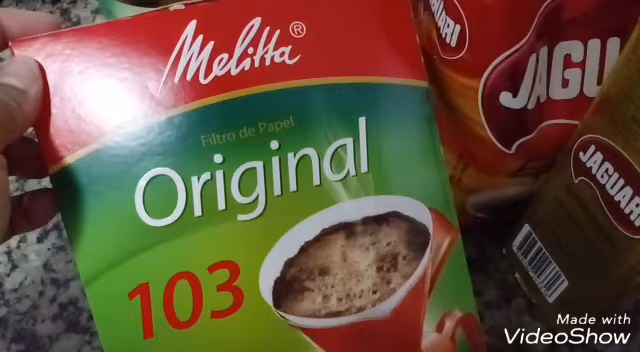 Melitta®
Filtro de Papel
Original
103
JAGU
JAGUARI
Made with
VideoShow